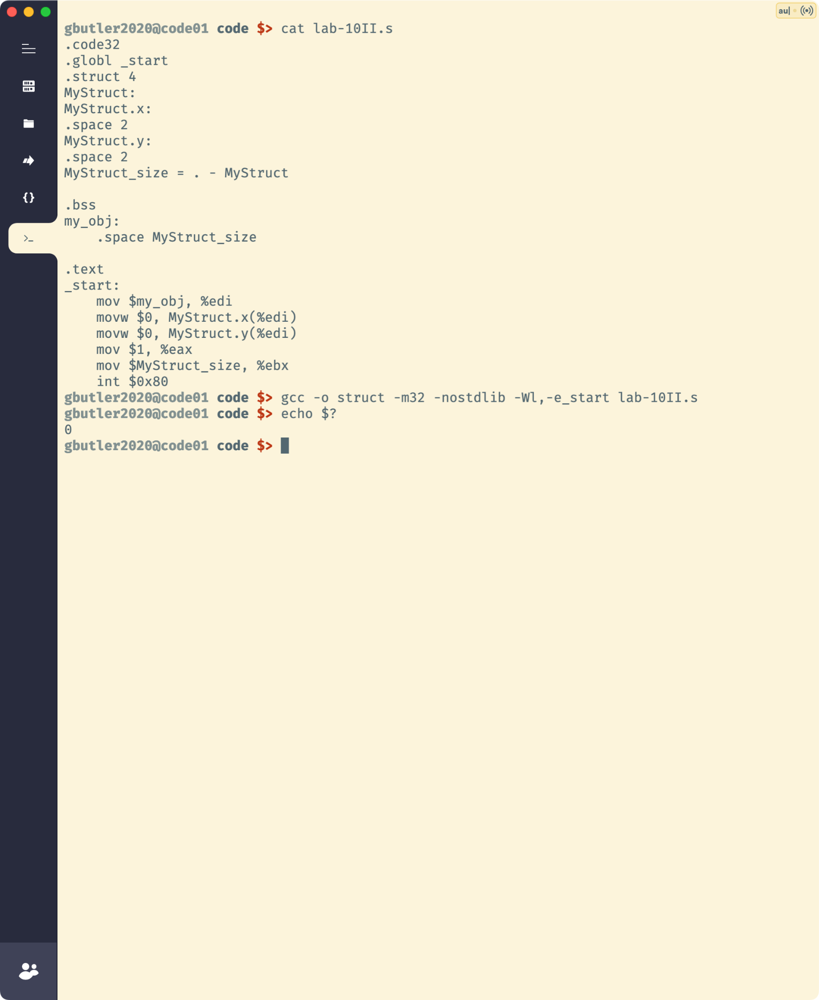 au|
gbutler2020@code01 code $> cat lab-10II.s
.code32
.globl _start
.struct 4
MyStruct:
MyStruct.x:
.space 2
MyStruct.y:
.space 2
MyStruct_size = . - MyStruct
.bss
my_obj:
    .space MyStruct_size
.text
_start:
    mov $my_obj, %edi
    movw $0, MyStruct.x(%edi)
    movw $0, MyStruct.y(%edi)
    mov $1, %eax
    mov $MyStruct_size, %ebx
    int $0x80
gbutler2020@code01 code $> gcc -o struct -m32 -nostdlib -Wl,-e_start lab-10II.s
gbutler2020@code01 code $> echo $?
0
gbutler2020@code01 code $>